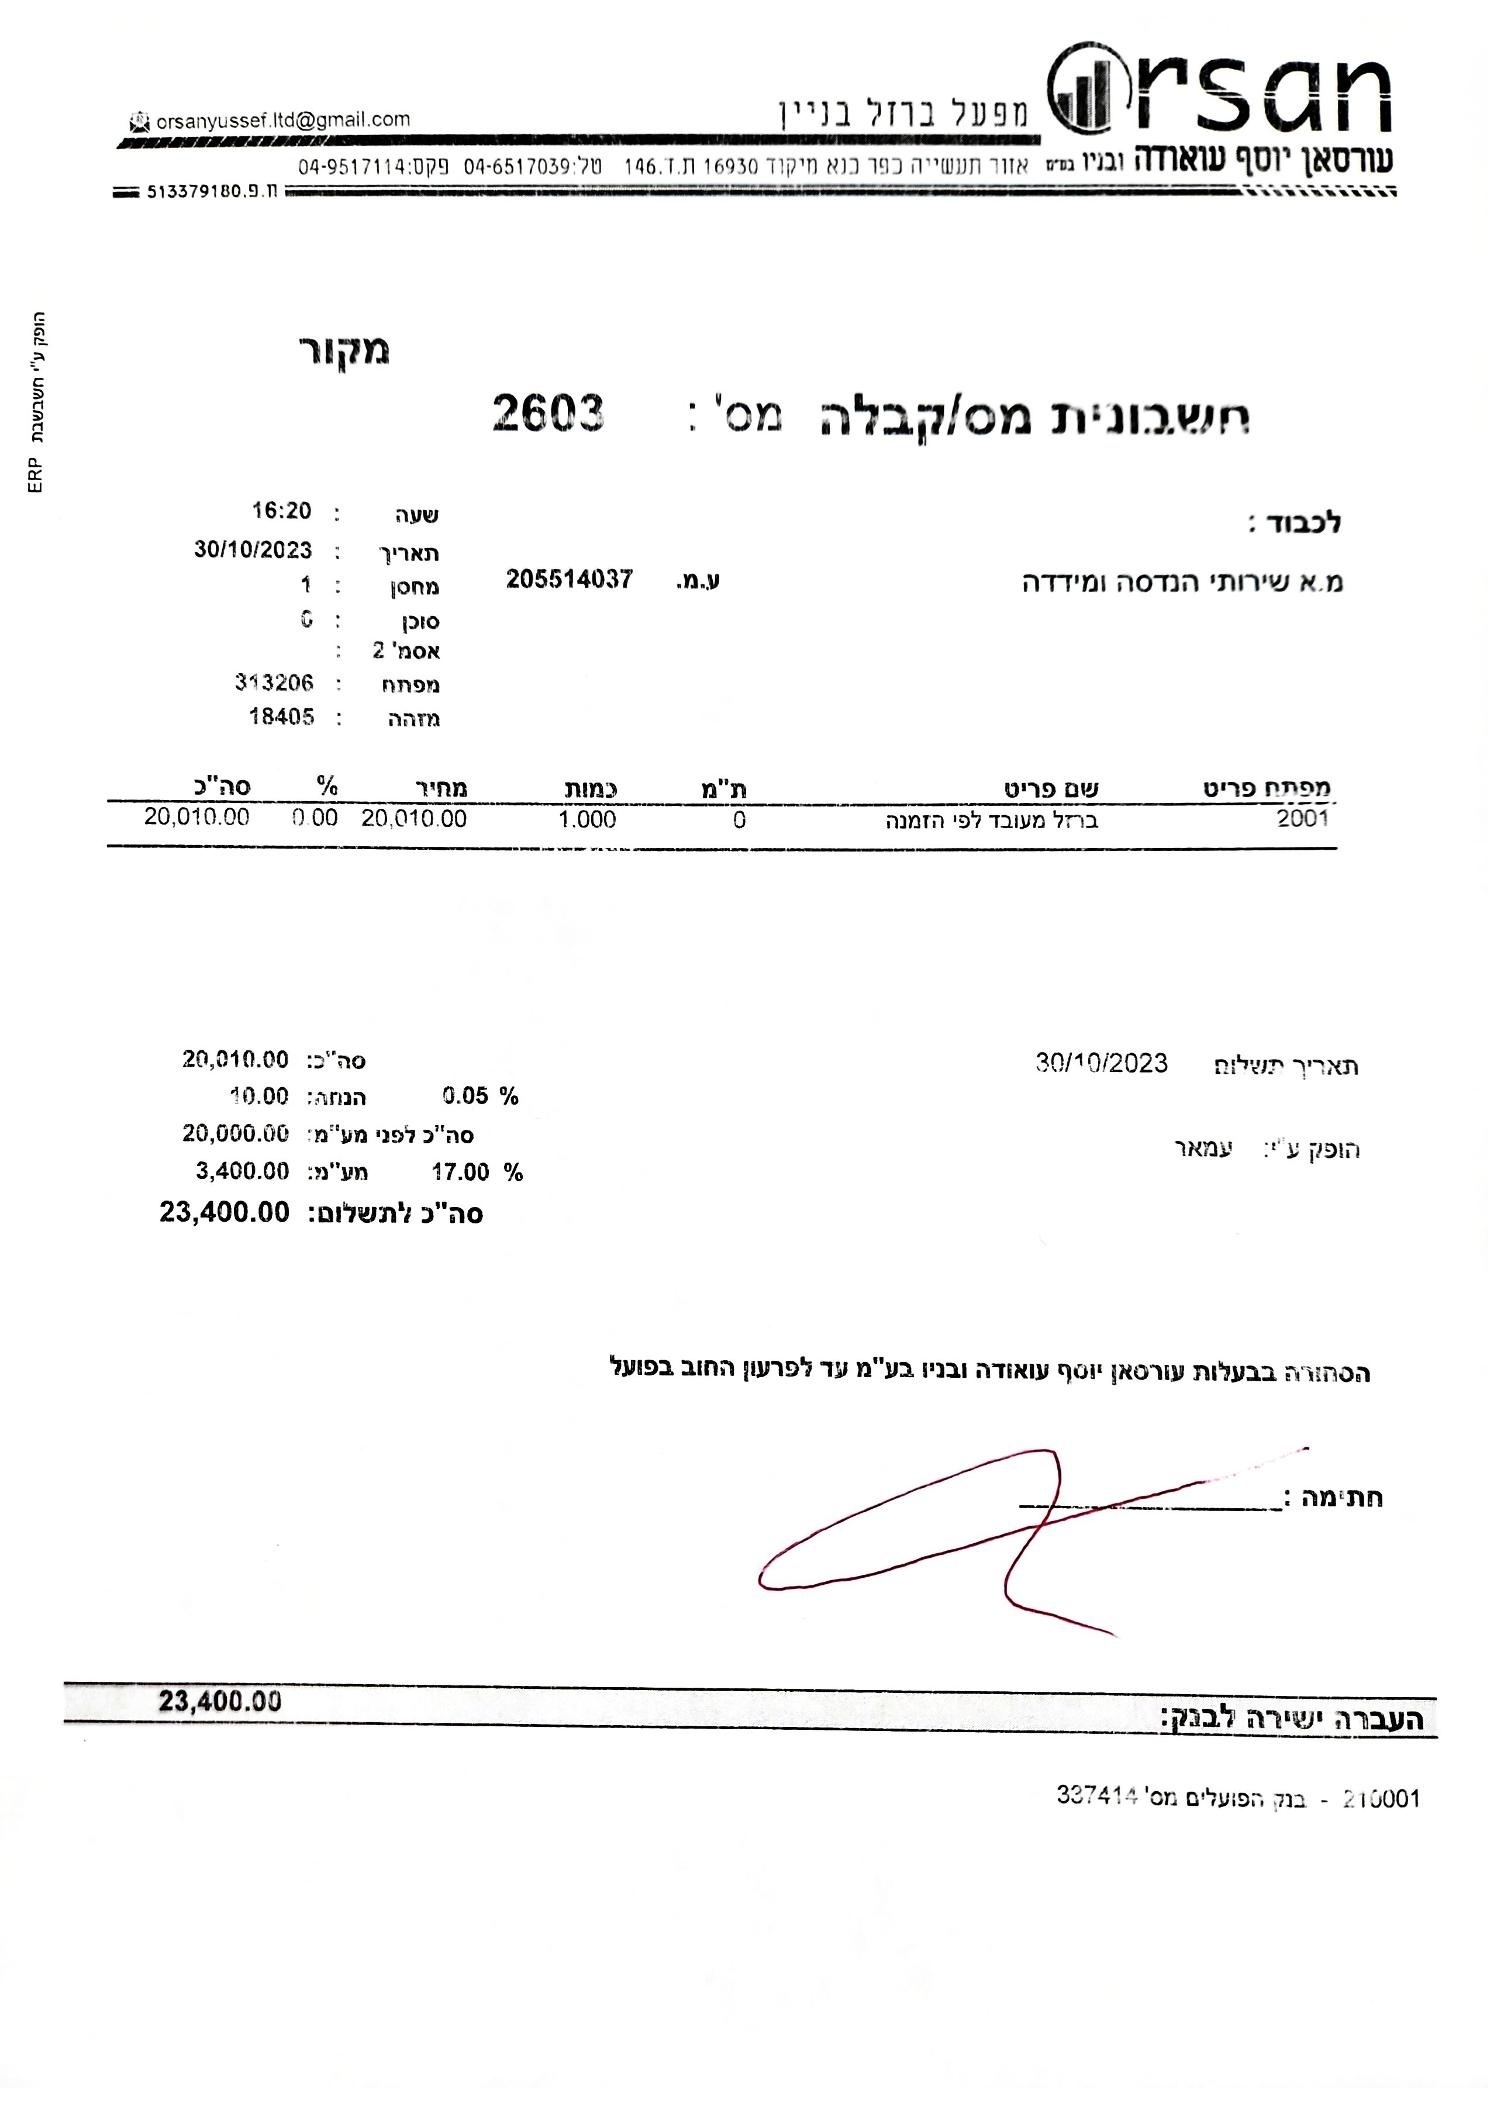 Orsan
מפעל ברזל בניין
orsanyussef.ltd@gmail.com
עורסאן יוסף עואודה ובניו בע"מ
אזור תעשייה כפר כנא מיקוד 16930 ת.ד.146 טל:04-6517039 פקס:04-9517114
ח.פ.513379180
הופק ע"י חשבשבת ERP
מקור
חשבונית מס/קבלה מס' : 2603
לכבוד :
מ.א שירותי הנדסה ומידדה ע.מ. 205514037
שעה : 16:20
תאריך : 30/10/2023
מחסן : 1
סוכן : 0
אסמ' 2 :
מפתח : 313206
מזהה : 18405
מפתח פריט שם פריט ת"מ כמות מחיר % סה"כ
2001 ברזל מעובד לפי הזמנה 0 1.000 20,010.00 0.00 20,010.00
תאריך תשלום 30/10/2023
הופק ע"י: עמאר
סה"כ: 20,010.00
% 0.05 הנחה: 10.00
סה"כ לפני מע"מ: 20,000.00
% 17.00 מע"מ: 3,400.00
סה"כ לתשלום: 23,400.00
הסחורה בבעלות עורסאן יוסף עואודה ובניו בע"מ עד לפרעון החוב בפועל
חתימה :
העברה ישירה לבנק: 23,400.00
210001 - בנק הפועלים מס' 337414